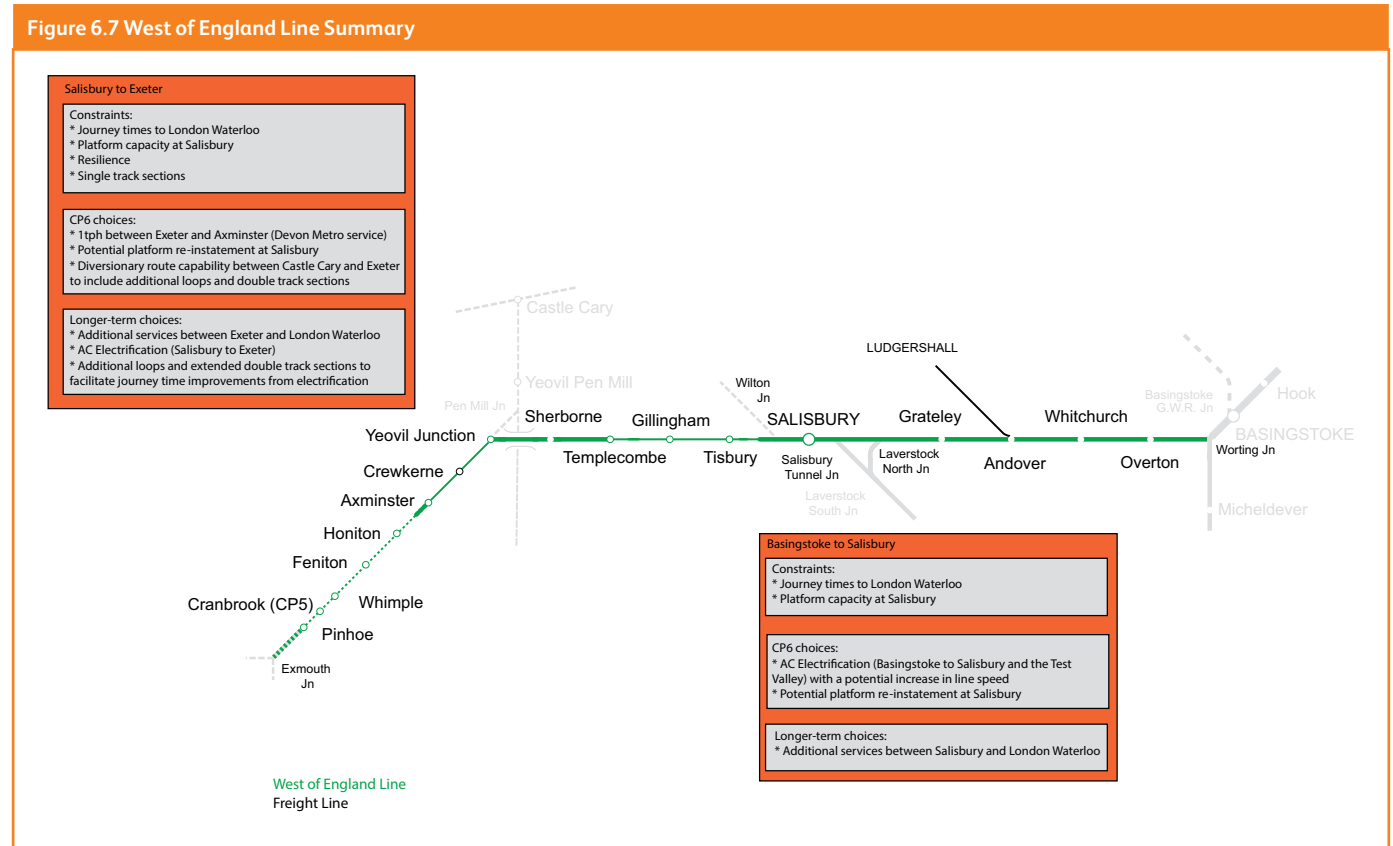 Figure 6.7 West of England Line Summary
Salisbury to Exeter
Constraints:
* Journey times to London Waterloo
* Platform capacity at Salisbury
* Resilience
* Single track sections
CP6 choices:
* 1tph between Exeter and Axminster (Devon Metro service)
* Potential platform re-instatement at Salisbury
* Diversionary route capability between Castle Cary and Exeter
to include additional loops and double track sections
Longer-term choices:
* Additional services between Exeter and London Waterloo
* AC Electrification (Salisbury to Exeter)
* Additional loops and extended double track sections to
facilitate journey time improvements from electrification
Castle Cary
Yeovil Pen Mill
Pen Mill Jn
Yeovil Junction
Sherborne
Templecombe
Gillingham
Tisbury
Wilton
Jn
SALISBURY
Salisbury
Tunnel Jn
Laverstock
South Jn
Laverstock
North Jn
Grateley
LUDGERSHALL
Andover
Whitchurch
Overton
Basingstoke
G.W.R. Jn
Hook
BASINGSTOKE
Worting Jn
Micheldever
Crewkerne
Axminster
Honiton
Feniton
Whimple
Cranbrook (CP5)
Pinhoe
Exmouth
Jn
Basingstoke to Salisbury
Constraints:
* Journey times to London Waterloo
* Platform capacity at Salisbury
CP6 choices:
* AC Electrification (Basingstoke to Salisbury and the Test
Valley) with a potential increase in line speed
* Potential platform re-instatement at Salisbury
Longer-term choices:
* Additional services between Salisbury and London Waterloo
West of England Line
Freight Line